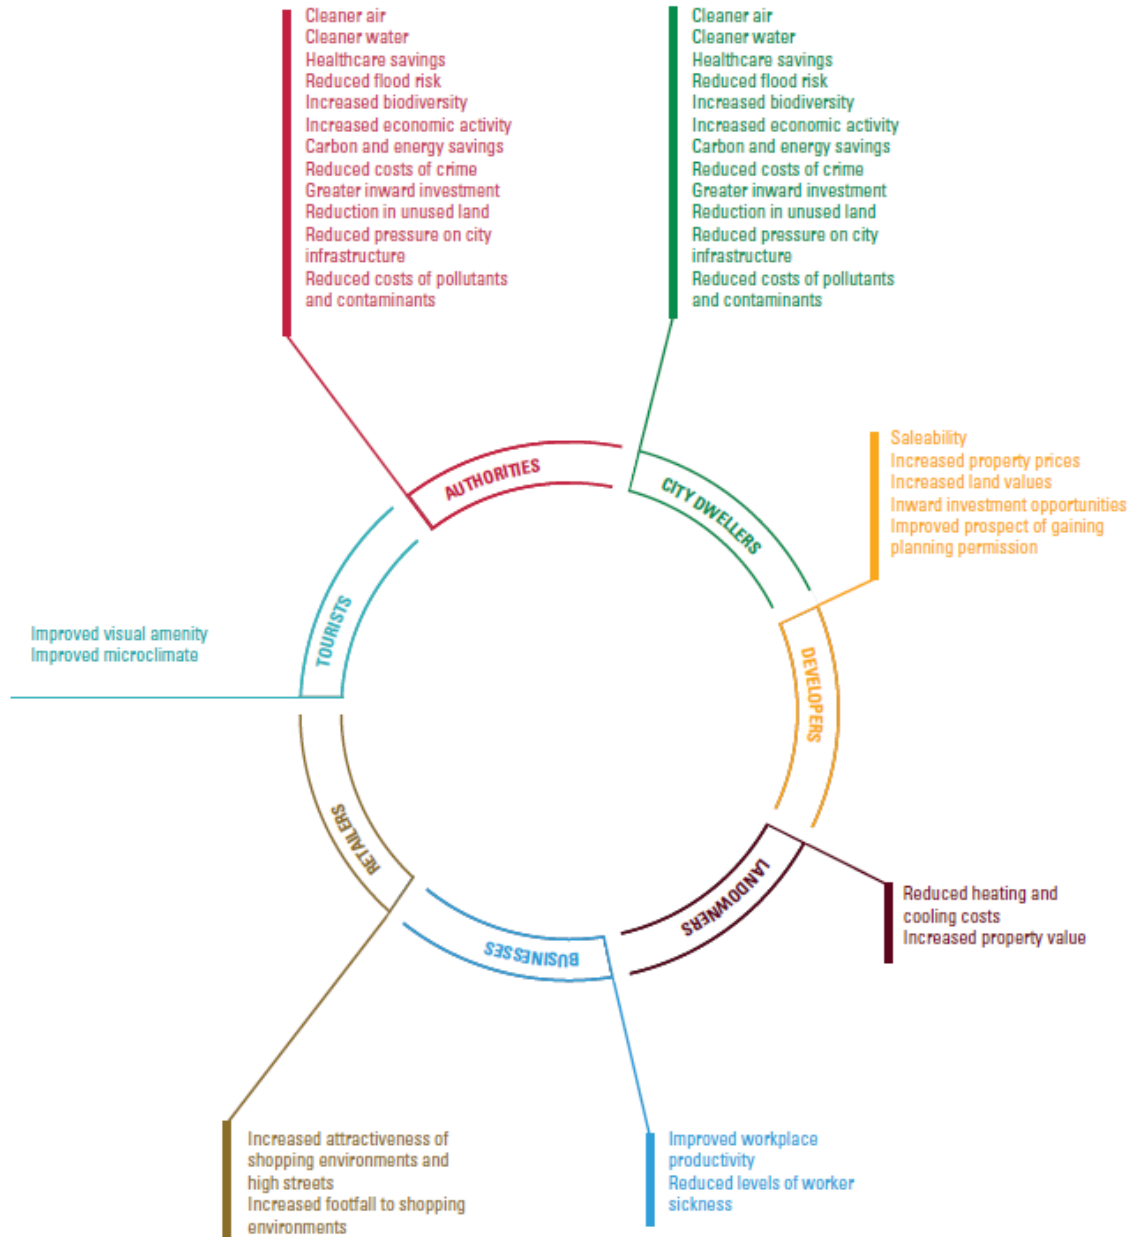 Cleaner air
Cleaner water
Healthcare savings
Reduced flood risk
Increased biodiversity
Increased economic activity
Carbon and energy savings
Reduced costs of crime
Greater inward investment
Reduction in unused land
Reduced pressure on city
infrastructure
Reduced costs of pollutants
and contaminants
Cleaner air
Cleaner water
Healthcare savings
Reduced flood risk
Increased biodiversity
Increased economic activity
Carbon and energy savings
Reduced costs of crime
Greater inward investment
Reduction in unused land
Reduced pressure on city
infrastructure
Reduced costs of pollutants
and contaminants
Saleability
Increased property prices
Increased land values
Inward investment opportunities
Improved prospect of gaining
planning permission
AUTHORITIES
CITY DWELLERS
TOURISTS
DEVELOPERS
Improved visual amenity
Improved microclimate
RETAILERS
LANDOWNERS
BUSINESSES
Reduced heating and
cooling costs
Increased property value
Increased attractiveness of
shopping environments and
high streets
Increased footfall to shopping
environments
Improved workplace
productivity
Reduced levels of worker
sickness